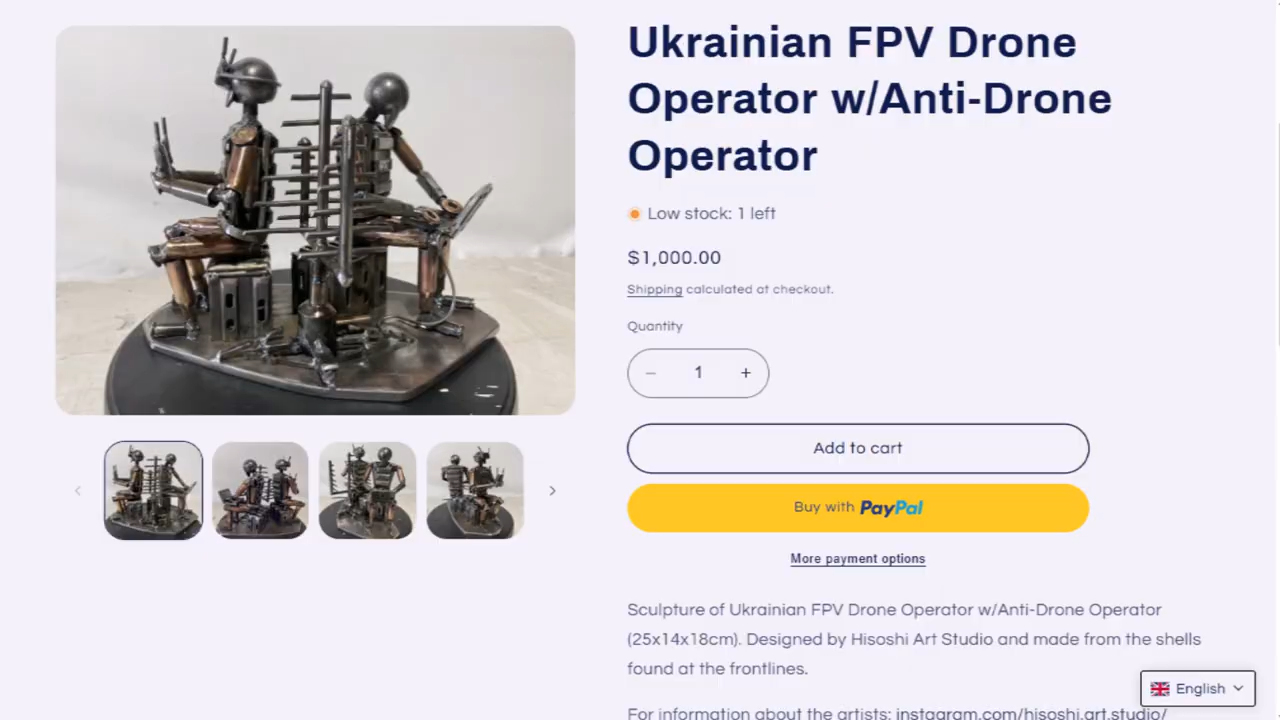 Ukrainian FPV Drone
Operator w/Anti-Drone
Operator
Low stock: 1 left
$1,000.00
Shipping calculated at checkout.
Quantity
1
Add to cart
Buy with PayPal
More payment options
Sculpture of Ukrainian FPV Drone Operator w/Anti-Drone Operator
(25x14x18cm). Designed by Hisoshi Art Studio and made from the shells
found at the frontlines.
English
For information about the artists: instagram.com/hisoshi.art.studio/